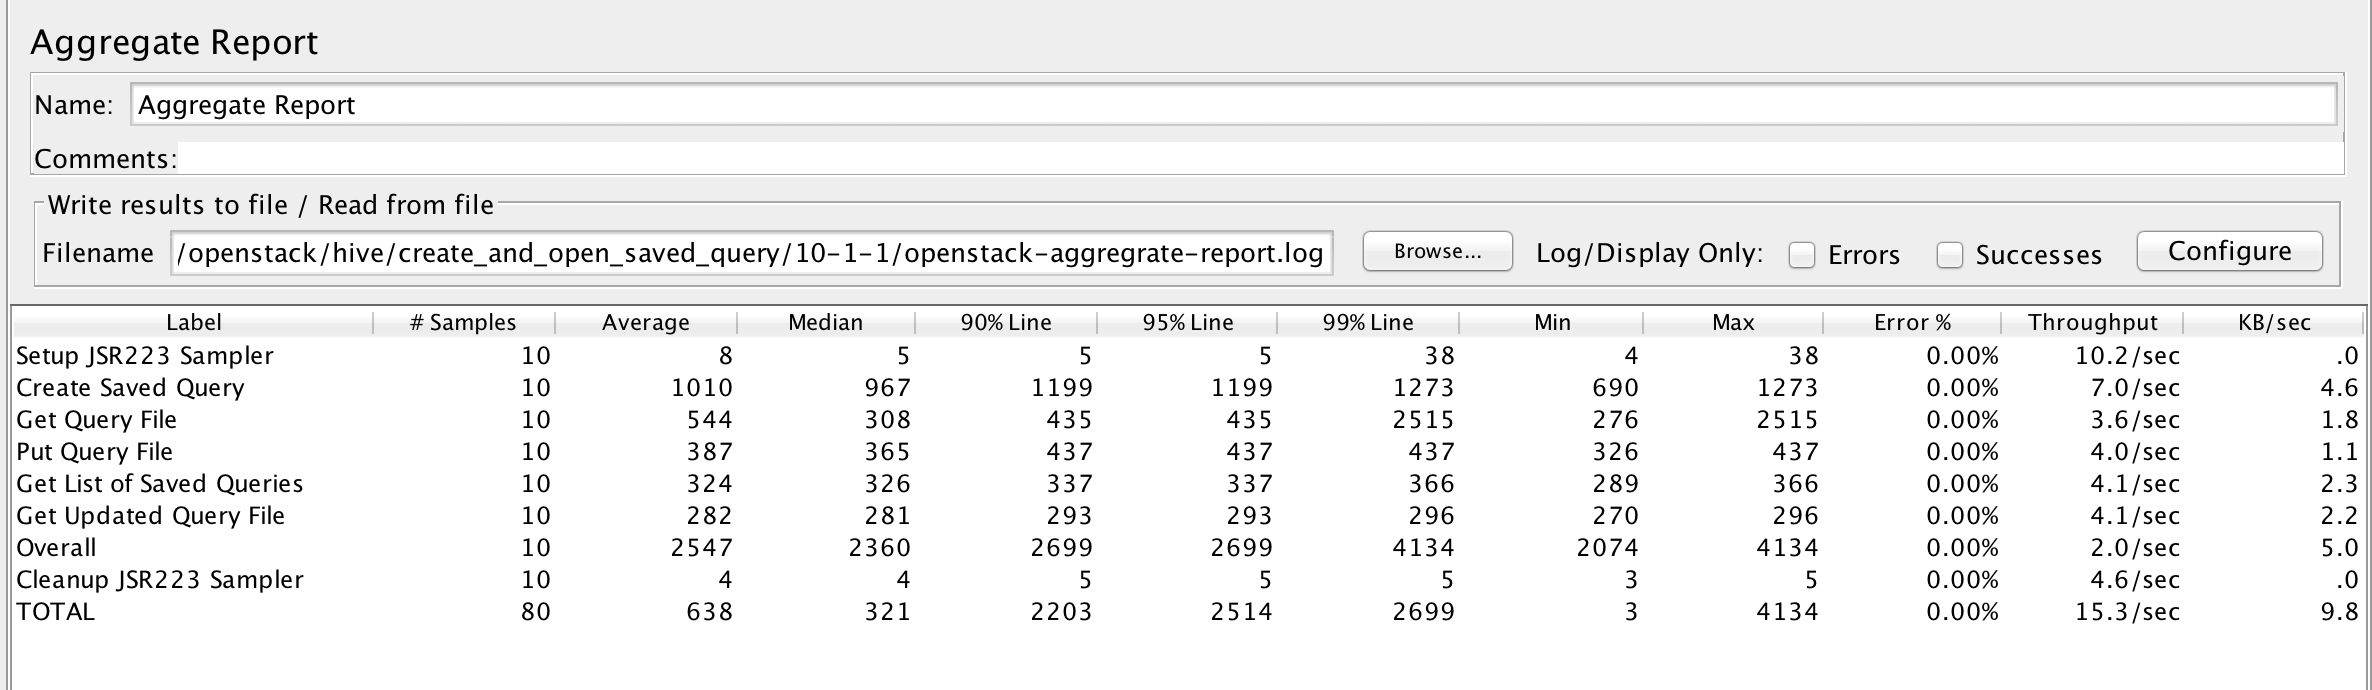 Aggregate Report
Name: Aggregate Report
Comments:
Write results to file / Read from file
Filename /openstack/hive/create_and_open_saved_query/10-1-1/openstack-aggregrate-report.log Browse... Log/Display Only: Errors Successes Configure
Label # Samples Average Median 90% Line 95% Line 99% Line Min Max Error % Throughput KB/sec
Setup JSR223 Sampler 10 8 5 5 5 38 4 38 0.00% 10.2/sec .0
Create Saved Query 10 1010 967 1199 1199 1273 690 1273 0.00% 7.0/sec 4.6
Get Query File 10 544 308 435 435 2515 276 2515 0.00% 3.6/sec 1.8
Put Query File 10 387 365 437 437 437 326 437 0.00% 4.0/sec 1.1
Get List of Saved Queries 10 324 326 337 337 366 289 366 0.00% 4.1/sec 2.3
Get Updated Query File 10 282 281 293 293 296 270 296 0.00% 4.1/sec 2.2
Overall 10 2547 2360 2699 2699 4134 2074 4134 0.00% 2.0/sec 5.0
Cleanup JSR223 Sampler 10 4 4 5 5 5 3 5 0.00% 4.6/sec .0
TOTAL 80 638 321 2203 2514 2699 3 4134 0.00% 15.3/sec 9.8